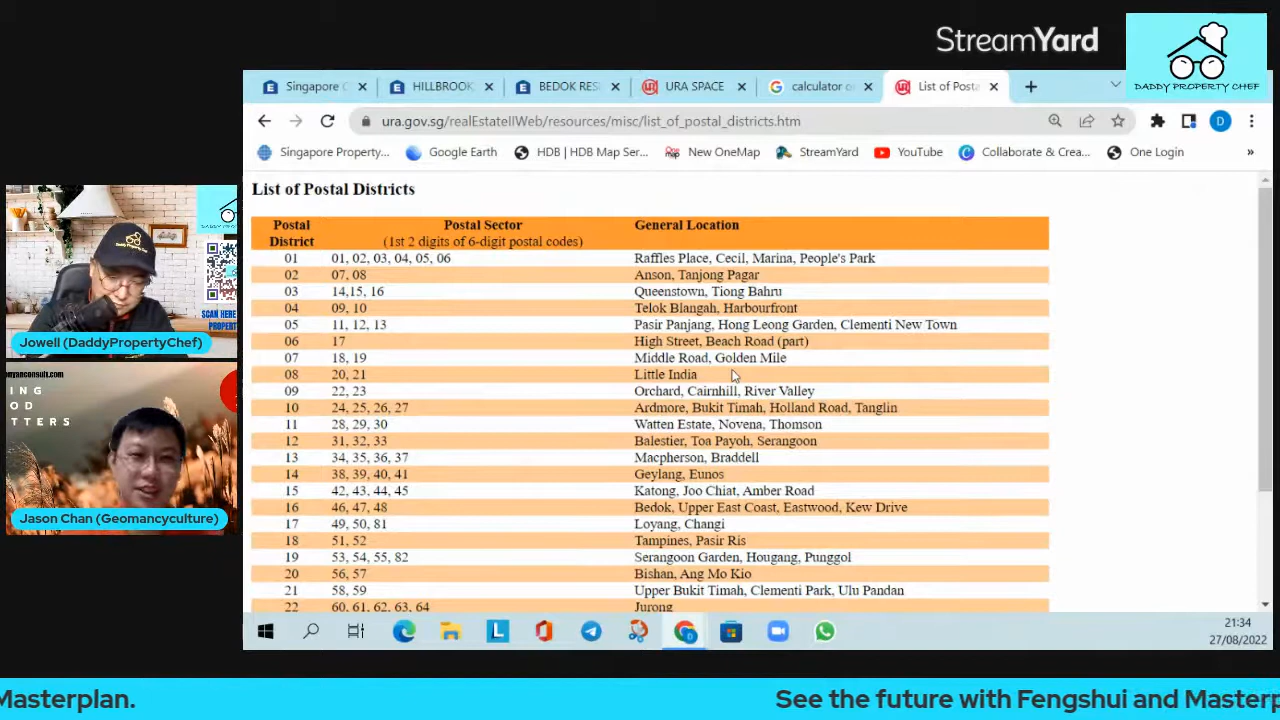 StreamYard
DADDY PROPERTY CHEF
Singapore C
HILLBROOK
BEDOK RES
URA SPACE
calculator o
List of Posta
ura.gov.sg/realEstateIIWeb/resources/misc/list_of_postal_districts.htm
D
Singapore Property...
Google Earth
HDB | HDB Map Ser...
New OneMap
StreamYard
YouTube
Collaborate & Crea...
One Login
»
List of Postal Districts
Postal District
Postal Sector
(1st 2 digits of 6-digit postal codes)
General Location
01 01, 02, 03, 04, 05, 06 Raffles Place, Cecil, Marina, People's Park
02 07, 08 Anson, Tanjong Pagar
03 14,15, 16 Queenstown, Tiong Bahru
04 09, 10 Telok Blangah, Harbourfront
05 11, 12, 13 Pasir Panjang, Hong Leong Garden, Clementi New Town
06 17 High Street, Beach Road (part)
07 18, 19 Middle Road, Golden Mile
08 20, 21 Little India
09 22, 23 Orchard, Cairnhill, River Valley
10 24, 25, 26, 27 Ardmore, Bukit Timah, Holland Road, Tanglin
11 28, 29, 30 Watten Estate, Novena, Thomson
12 31, 32, 33 Balestier, Toa Payoh, Serangoon
13 34, 35, 36, 37 Macpherson, Braddell
14 38, 39, 40, 41 Geylang, Eunos
15 42, 43, 44, 45 Katong, Joo Chiat, Amber Road
16 46, 47, 48 Bedok, Upper East Coast, Eastwood, Kew Drive
17 49, 50, 81 Loyang, Changi
18 51, 52 Tampines, Pasir Ris
19 53, 54, 55, 82 Serangoon Garden, Hougang, Punggol
20 56, 57 Bishan, Ang Mo Kio
21 58, 59 Upper Bukit Timah, Clementi Park, Ulu Pandan
22 60, 61, 62, 63, 64 Jurong
SCAN HERE
PROPERT
Jowell (DaddyPropertyChef)
onyanconsult.com
ING
OD
TTERS
Jason Chan (Geomancyculture)
21:34
27/08/2022
Masterplan.
See the future with Fengshui and Masterp